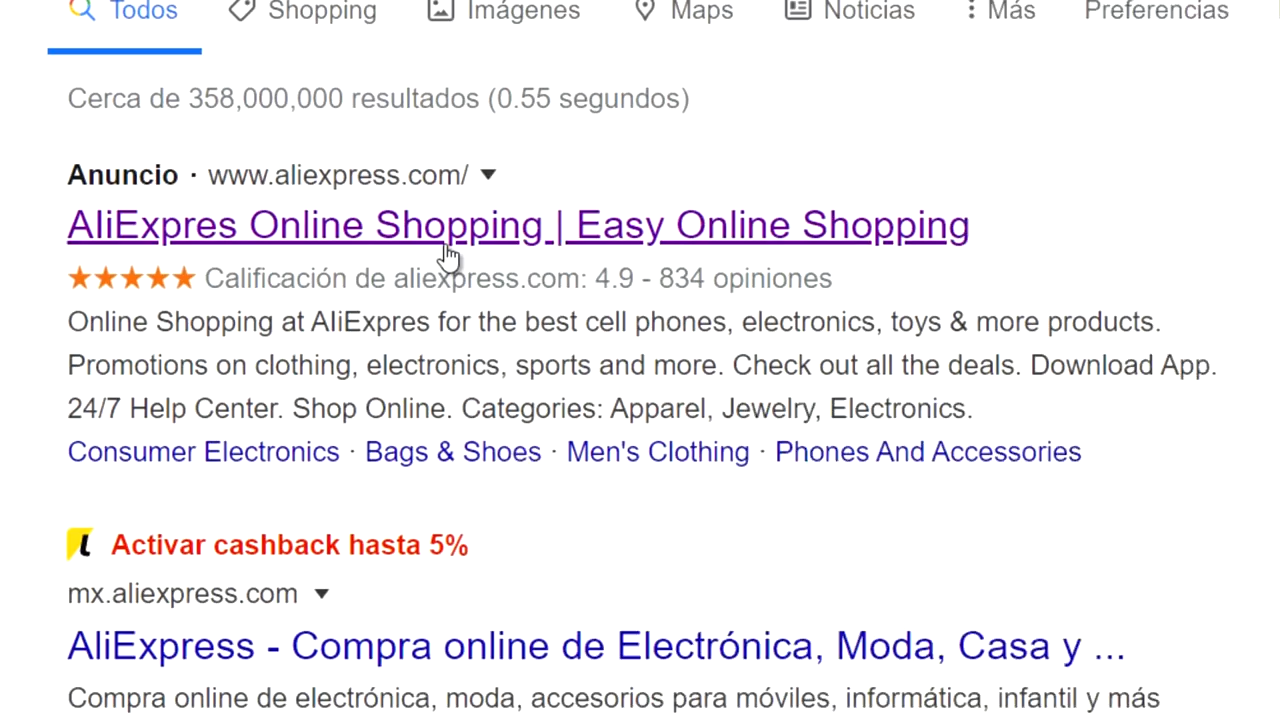 Todos Shopping Imágenes Maps Noticias Más Preferencias
Cerca de 358,000,000 resultados (0.55 segundos)
Anuncio · www.aliexpress.com/
AliExpres Online Shopping | Easy Online Shopping
Calificación de aliexpress.com: 4.9 - 834 opiniones
Online Shopping at AliExpres for the best cell phones, electronics, toys & more products.
Promotions on clothing, electronics, sports and more. Check out all the deals. Download App.
24/7 Help Center. Shop Online. Categories: Apparel, Jewelry, Electronics.
Consumer Electronics · Bags & Shoes · Men's Clothing · Phones And Accessories
L Activar cashback hasta 5%
mx.aliexpress.com
AliExpress - Compra online de Electrónica, Moda, Casa y ...
Compra online de electrónica, moda, accesorios para móviles, informática, infantil y más